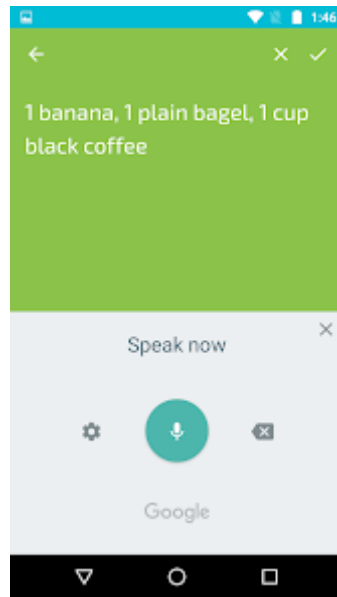 1:46
1 banana, 1 plain bagel, 1 cup
black coffee
Speak now
Google